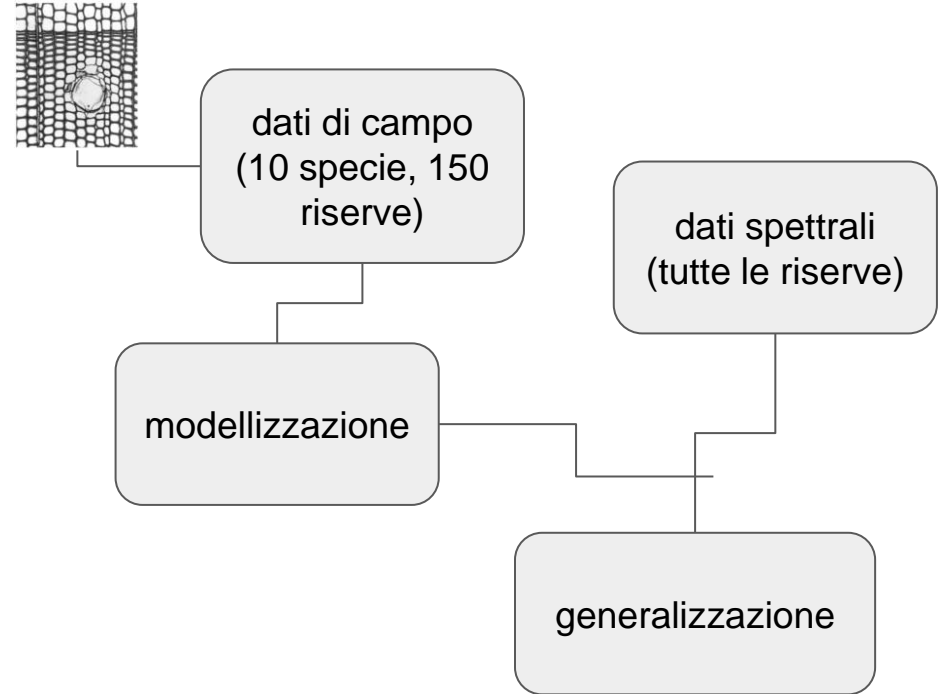 dati di campo
(10 specie, 150
riserve)
dati spettrali
(tutte le riserve)
modellizzazione
generalizzazione